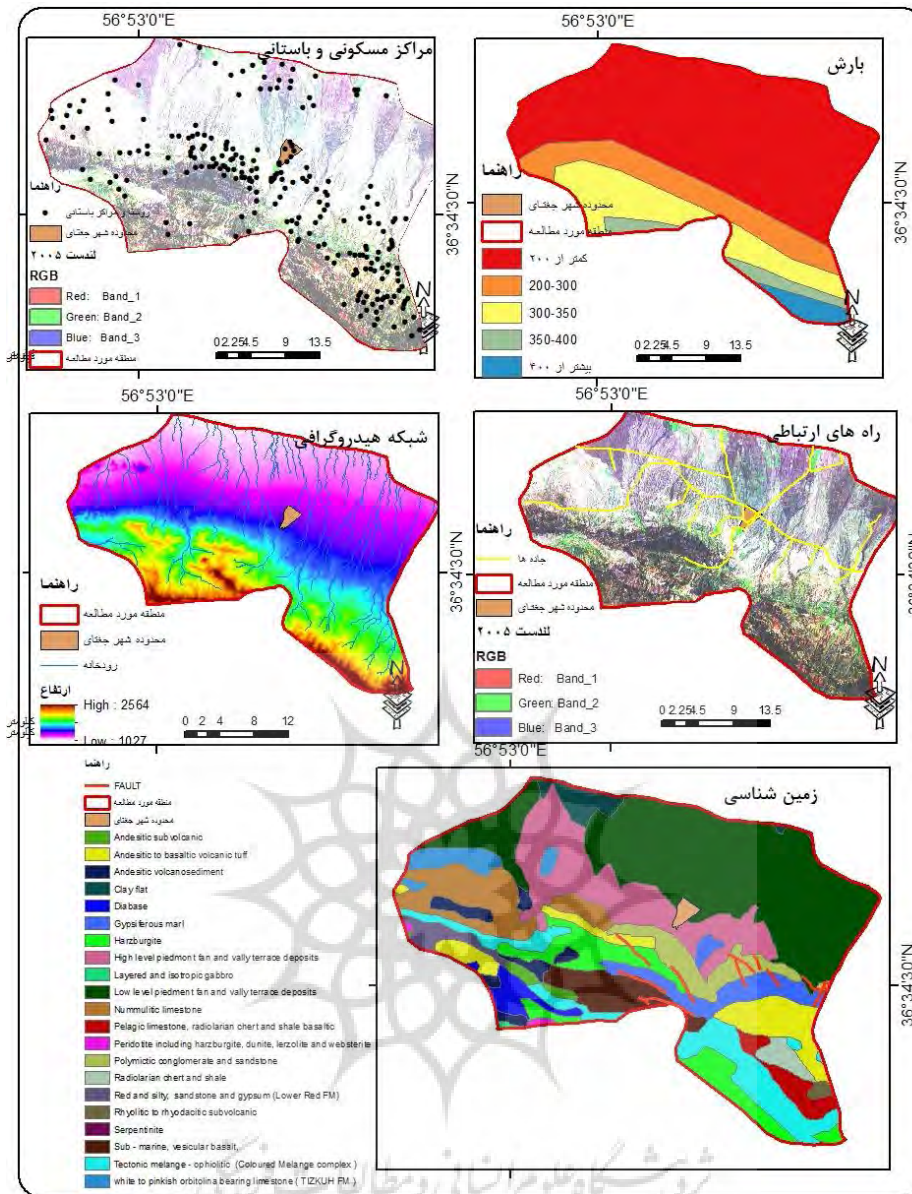 56°53'0"E
56°53'0"E
مراکز مسکونی و باستانی
بارش
36°34'30"N
36°34'30"N
راهنما
روستا و مراکز باستانی
محدوده شهر جغتای
لندست ۲۰۰۵
RGB
Red: Band_1
Green: Band_2
Blue: Band_3
منطقه مورد مطالعه
N
0 2.25 4.5 9 13.5
راهنما
محدوده شهر جغتای
منطقه مورد مطالعه
کمتر از ۲۰۰
200-300
300-350
350-400
بیشتر از ۴۰۰
N
0 2.25 4.5 9 13.5
56°53'0"E
56°53'0"E
شبکه هیدروگرافی
راه های ارتباطی
36°34'30"N
راهنما
منطقه مورد مطالعه
محدوده شهر جغتای
رودخانه
ارتفاع
High : 2564
Low : 1027
N
0 2 4 8 12
راهنما
جاده ها
منطقه مورد مطالعه
محدوده شهر جغتای
لندست ۲۰۰۵
RGB
Red: Band_1
Green: Band_2
Blue: Band_3
N
0 2.25 4.5 9 13.5
56°53'0"E
زمین شناسی
36°34'30"N
راهنما
FAULT
منطقه مورد مطالعه
محدوده شهر جغتای
Andesitic subvolcanic
Andesitic to basaltic volcanic tuff
Andesitic volcanosediment
Clay flat
Diabase
Gypsiferous marl
Harzburgite
High level piedmont fan and vally terrace deposits
Layered and isotropic gabbro
Low level piedment fan and vally terrace deposits
Nummulitic limestone
Pelagic limestone, radiolarian chert and shale basaltic
Peridotite including harzburgite, dunite, lerzolite and websterite
Polymictic conglomerate and sandstone
Radiolarian chert and shale
Red and silty, sandstone and gypsum (Lower Red FM)
Rhyolitic to rhyodacitic subvolcanic
Serpentinite
Sub - marine, vesicular basalt,
Tectonic melange - ophiolitic (Coloured Melange complex )
white to pinkish orbitolina bearing limestone ( TIZKUH FM )
پژوهشگاه علوم انسانی و مطالعات فرهنگی